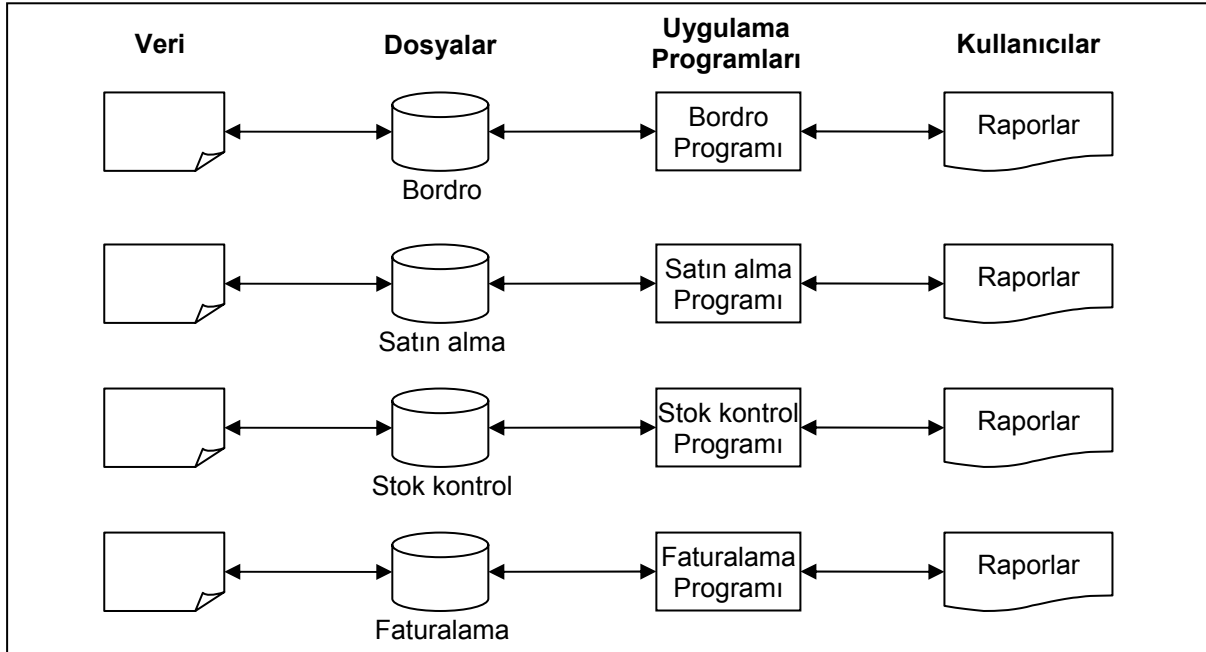 Veri
Dosyalar
Uygulama
Programları
Kullanıcılar
Bordro
Programı
Raporlar
Bordro
Satın alma
Programı
Raporlar
Satın alma
Stok kontrol
Programı
Raporlar
Stok kontrol
Faturalama
Programı
Raporlar
Faturalama